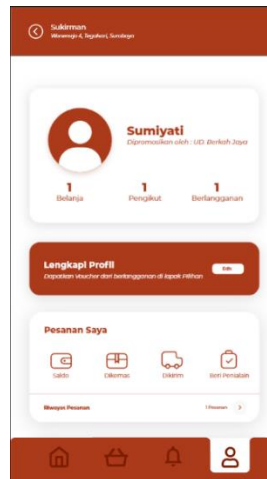 Sukirman
Wonorejo 4, Tegalsari, Surabaya
Sumiyati
Dipromosikan oleh : UD. Berkah Jaya
1 1 1
Belanja Pengikut Berlangganan
Lengkapi Profil
Dapatkan Voucher dari berlangganan di lapak Pilihan
Edit
Pesanan Saya
Saldo Dikemas Dikirim Beri Penilaian
Riwayat Pesanan 1 Pesanan